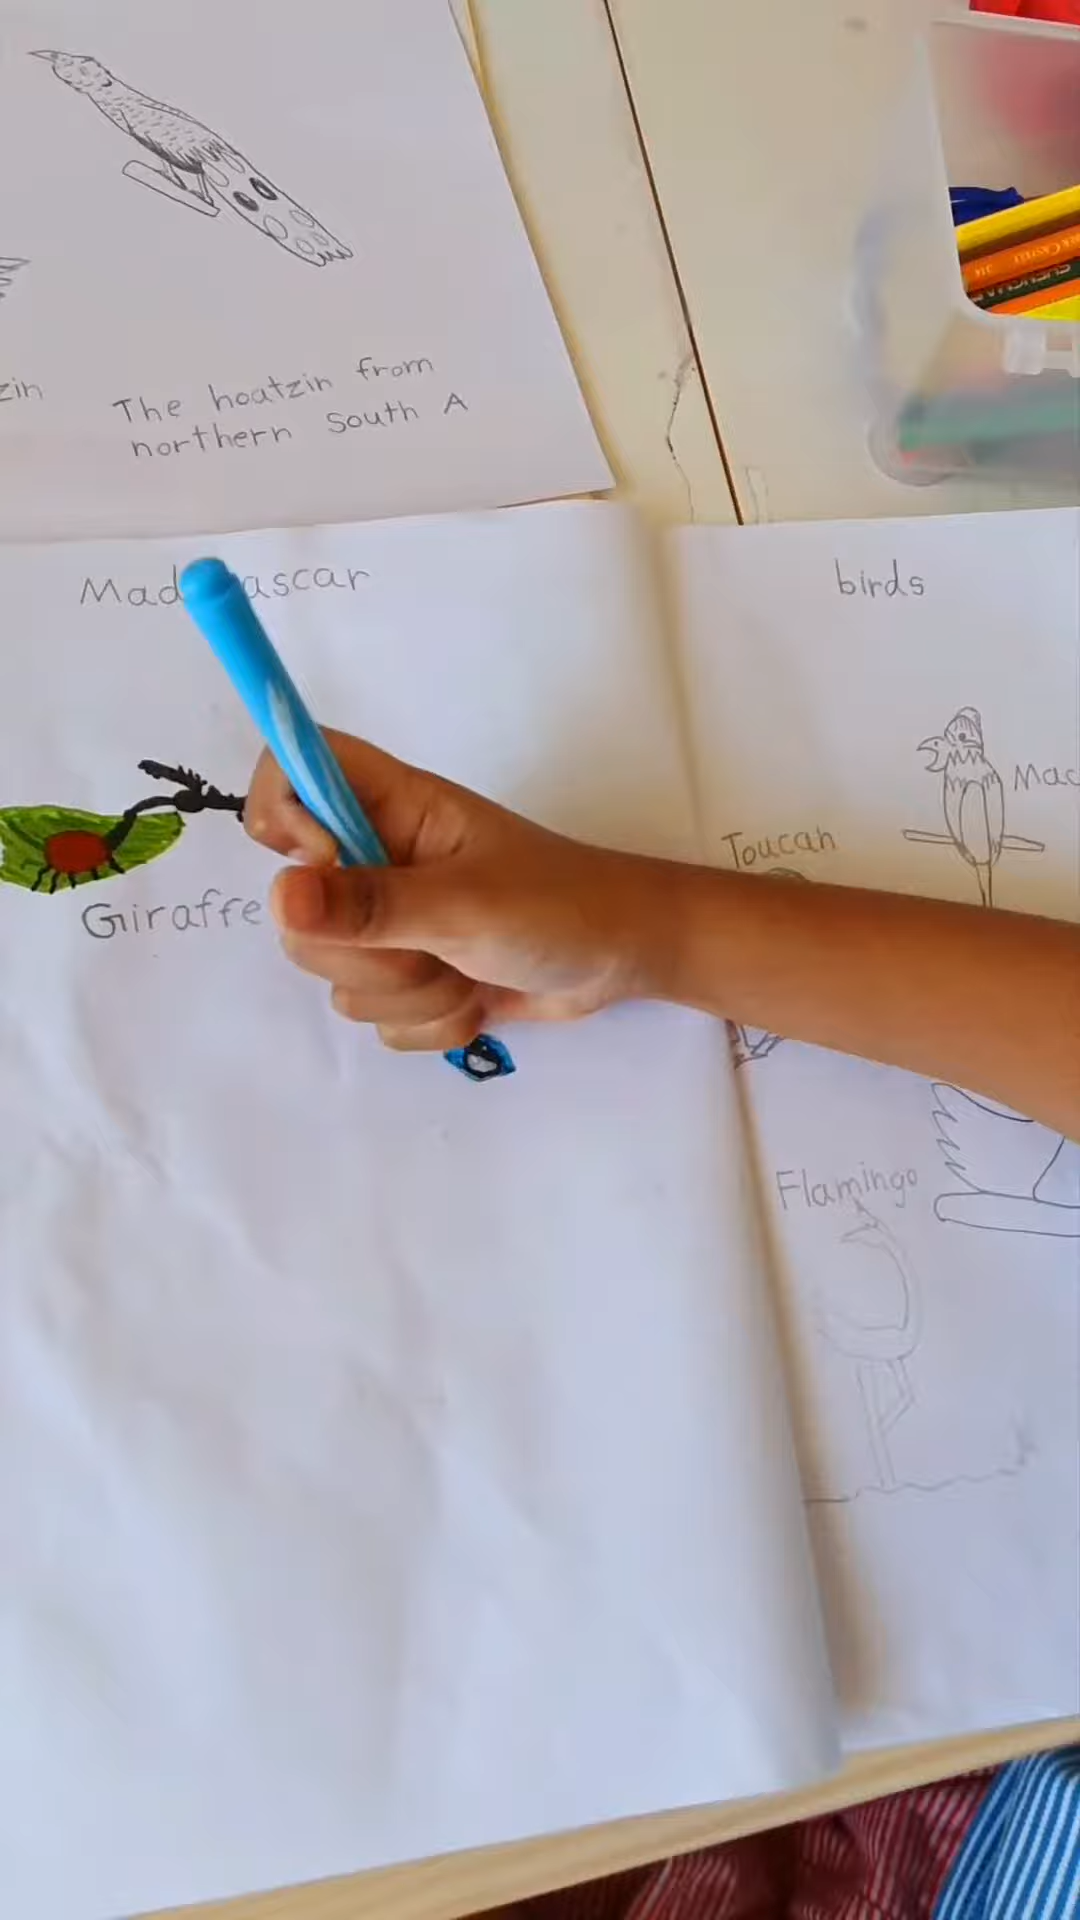 zin
The hoatzin from
northern South A
Mad ascar
Giraffe
birds
Mac
Toucan
Flamingo